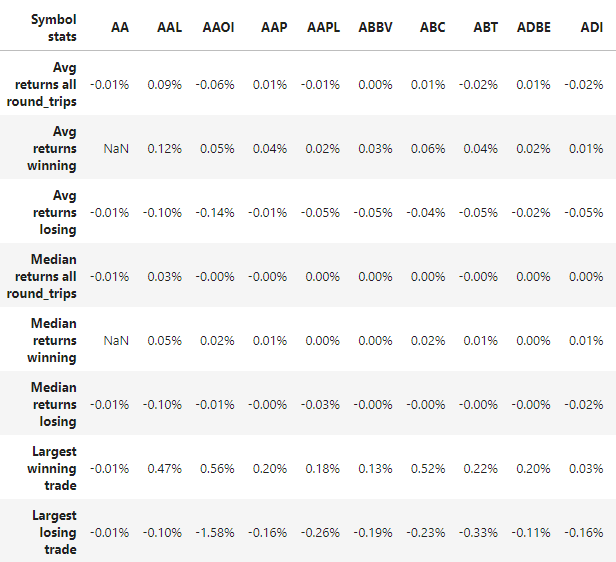 Symbol stats AA AAL AAOI AAP AAPL ABBV ABC ABT ADBE ADI
Avg returns all round_trips -0.01% 0.09% -0.06% 0.01% -0.01% 0.00% 0.01% -0.02% 0.01% -0.02%
Avg returns winning NaN 0.12% 0.05% 0.04% 0.02% 0.03% 0.06% 0.04% 0.02% 0.01%
Avg returns losing -0.01% -0.10% -0.14% -0.01% -0.05% -0.05% -0.04% -0.05% -0.02% -0.05%
Median returns all round_trips -0.01% 0.03% -0.00% -0.00% 0.00% 0.00% 0.00% -0.00% 0.00% 0.00%
Median returns winning NaN 0.05% 0.02% 0.01% 0.00% 0.00% 0.02% 0.01% 0.00% 0.01%
Median returns losing -0.01% -0.10% -0.01% -0.00% -0.03% -0.00% -0.00% -0.00% -0.00% -0.02%
Largest winning trade -0.01% 0.47% 0.56% 0.20% 0.18% 0.13% 0.52% 0.22% 0.20% 0.03%
Largest losing trade -0.01% -0.10% -1.58% -0.16% -0.26% -0.19% -0.23% -0.33% -0.11% -0.16%